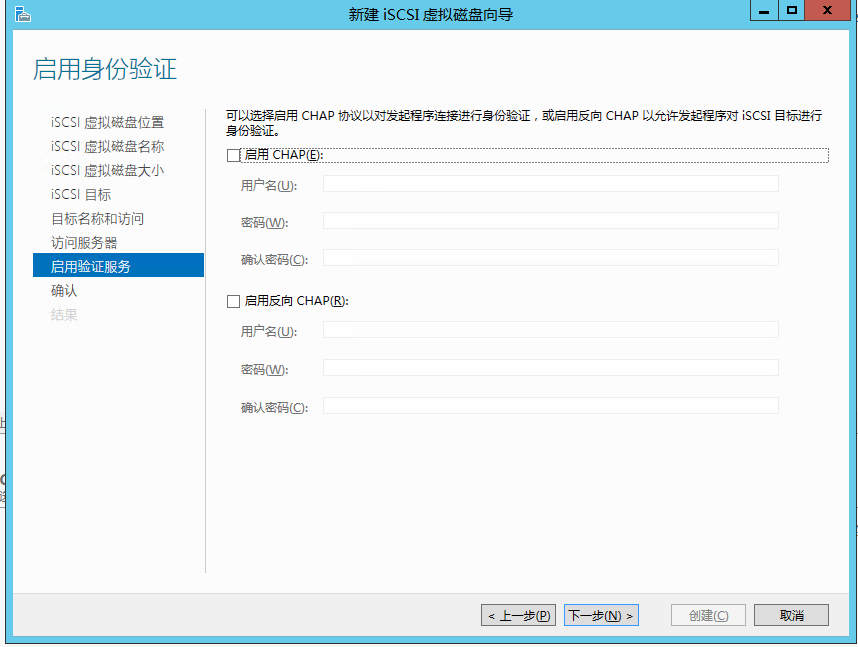 新建 iSCSI 虚拟磁盘向导
启用身份验证
iSCSI 虚拟磁盘位置
iSCSI 虚拟磁盘名称
iSCSI 虚拟磁盘大小
iSCSI 目标
目标名称和访问
访问服务器
启用验证服务
确认
结果
可以选择启用 CHAP 协议以对发起程序连接进行身份验证，或启用反向 CHAP 以允许发起程序对 iSCSI 目标进行
身份验证。
启用 CHAP(E):
用户名(U):
密码(W):
确认密码(C):
启用反向 CHAP(R):
用户名(U):
密码(W):
确认密码(C):
< 上一步(P)
下一步(N) >
创建(C)
取消